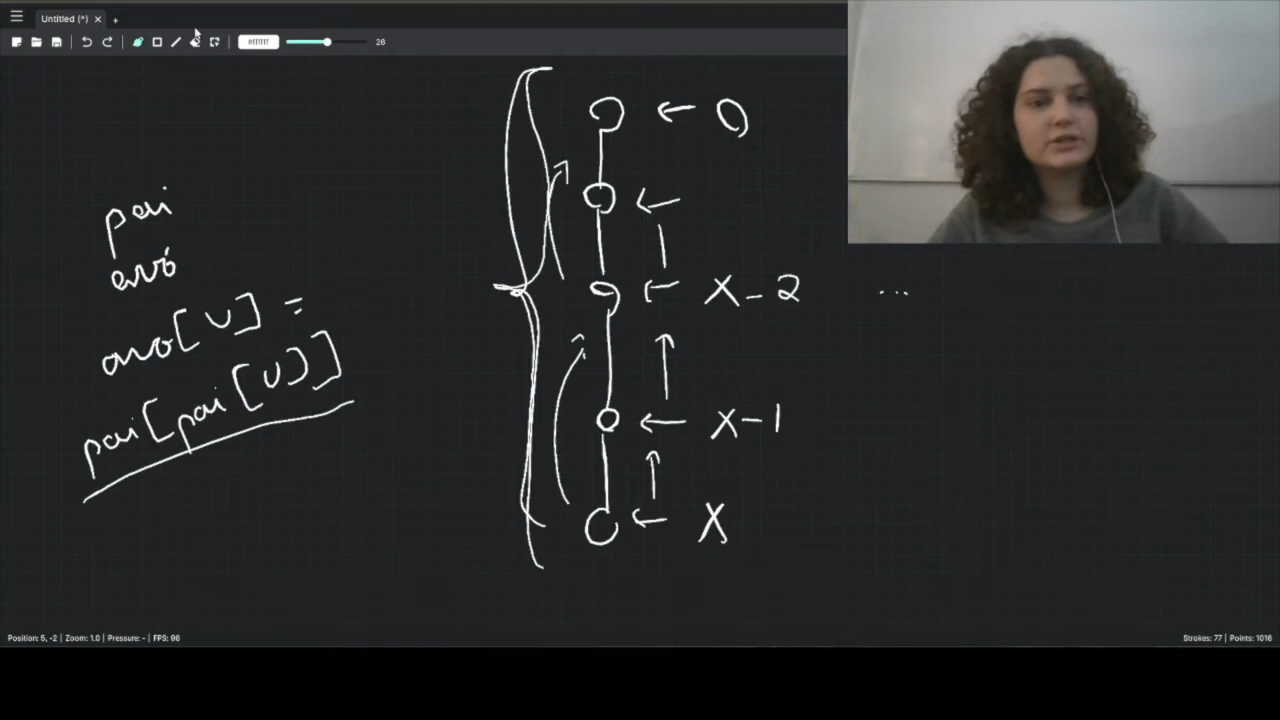 Untitled (*)
#ffffff
26
pai
avó
avo[u] =
pai[pai[u]]
0
x-2 ...
x-1
x
Position: 5, -2 | Zoom: 1.0 | Pressure: - | FPS: 96
Strokes: 77 | Points: 1016